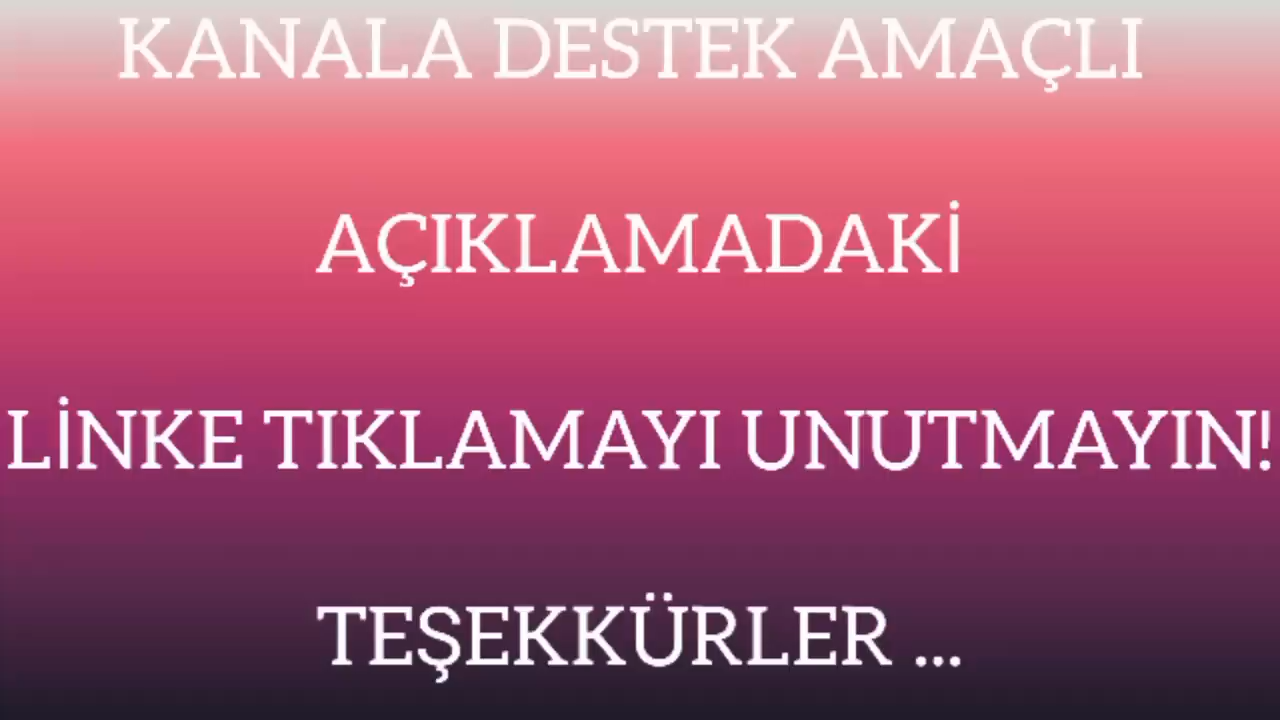 KANALA DESTEK AMAÇLI
AÇIKLAMADAKİ
LİNKE TIKLAMAYI UNUTMAYIN!
TEŞEKKÜRLER ...